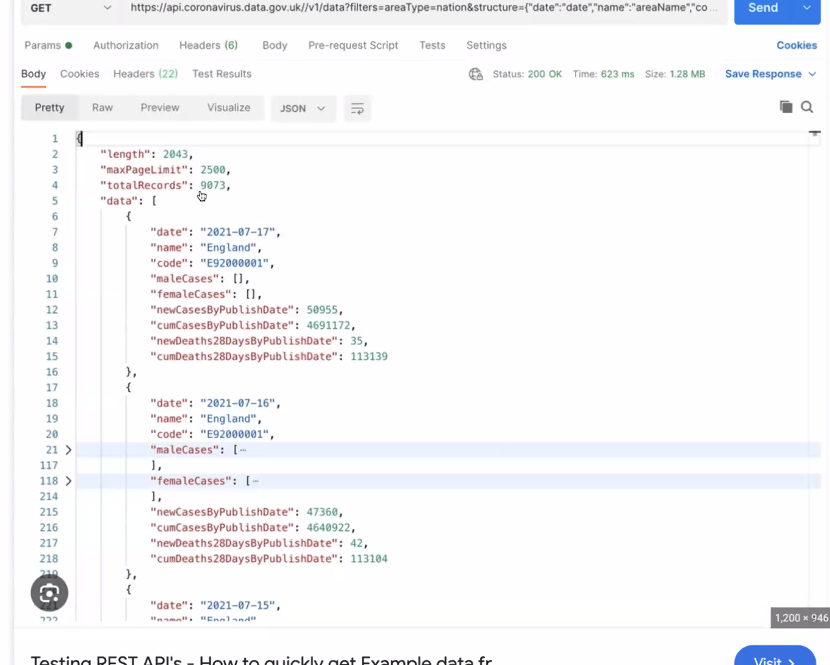 GET https://api.coronavirus.data.gov.uk//v1/data?filters=areaType=nation&structure={"date":"date","name":"areaName","co ... Send
Params Authorization Headers (6) Body Pre-request Script Tests Settings Cookies
Body Cookies Headers (22) Test Results Status: 200 OK Time: 623 ms Size: 1.28 MB Save Response
Pretty Raw Preview Visualize JSON
1 {
2 "length": 2043,
3 "maxPageLimit": 2500,
4 "totalRecords": 9073,
5 "data": [
6 {
7 "date": "2021-07-17",
8 "name": "England",
9 "code": "E92000001",
10 "maleCases": [],
11 "femaleCases": [],
12 "newCasesByPublishDate": 50955,
13 "cumCasesByPublishDate": 4691172,
14 "newDeaths28DaysByPublishDate": 35,
15 "cumDeaths28DaysByPublishDate": 113139
16 },
17 {
18 "date": "2021-07-16",
19 "name": "England",
20 "code": "E92000001",
21 "maleCases": [⋯
117 ],
118 "femaleCases": [⋯
214 ],
215 "newCasesByPublishDate": 47360,
216 "cumCasesByPublishDate": 4640922,
217 "newDeaths28DaysByPublishDate": 42,
218 "cumDeaths28DaysByPublishDate": 113104
219 },
{
"date": "2021-07-15",
222 "name": "England"
1,200 × 946
Testing REST API's - How to quickly get Example data fr
Visit